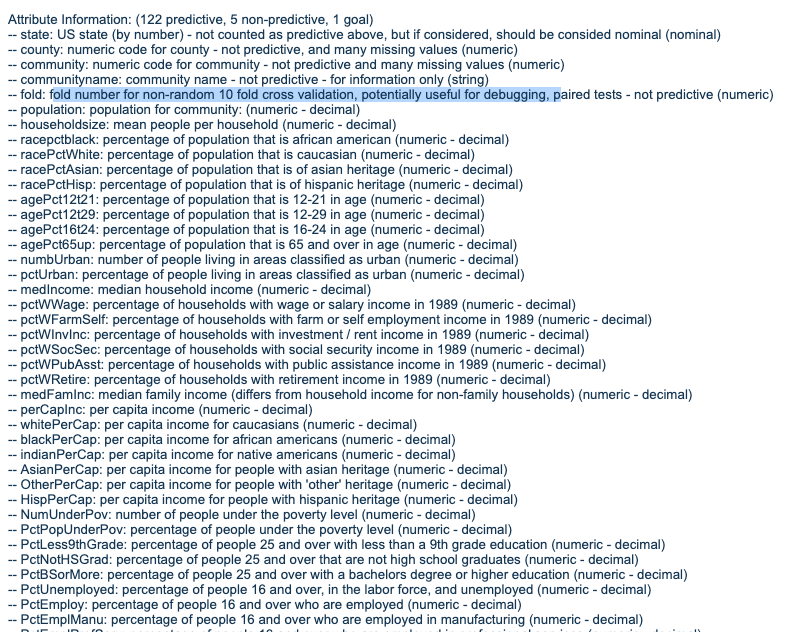 Attribute Information: (122 predictive, 5 non-predictive, 1 goal)
-- state: US state (by number) - not counted as predictive above, but if considered, should be consided nominal (nominal)
-- county: numeric code for county - not predictive, and many missing values (numeric)
-- community: numeric code for community - not predictive and many missing values (numeric)
-- communityname: community name - not predictive - for information only (string)
-- fold: fold number for non-random 10 fold cross validation, potentially useful for debugging, paired tests - not predictive (numeric)
-- population: population for community: (numeric - decimal)
-- householdsize: mean people per household (numeric - decimal)
-- racepctblack: percentage of population that is african american (numeric - decimal)
-- racePctWhite: percentage of population that is caucasian (numeric - decimal)
-- racePctAsian: percentage of population that is of asian heritage (numeric - decimal)
-- racePctHisp: percentage of population that is of hispanic heritage (numeric - decimal)
-- agePct12t21: percentage of population that is 12-21 in age (numeric - decimal)
-- agePct12t29: percentage of population that is 12-29 in age (numeric - decimal)
-- agePct16t24: percentage of population that is 16-24 in age (numeric - decimal)
-- agePct65up: percentage of population that is 65 and over in age (numeric - decimal)
-- numbUrban: number of people living in areas classified as urban (numeric - decimal)
-- pctUrban: percentage of people living in areas classified as urban (numeric - decimal)
-- medIncome: median household income (numeric - decimal)
-- pctWWage: percentage of households with wage or salary income in 1989 (numeric - decimal)
-- pctWFarmSelf: percentage of households with farm or self employment income in 1989 (numeric - decimal)
-- pctWInvInc: percentage of households with investment / rent income in 1989 (numeric - decimal)
-- pctWSocSec: percentage of households with social security income in 1989 (numeric - decimal)
-- pctWPubAsst: percentage of households with public assistance income in 1989 (numeric - decimal)
-- pctWRetire: percentage of households with retirement income in 1989 (numeric - decimal)
-- medFamInc: median family income (differs from household income for non-family households) (numeric - decimal)
-- perCapInc: per capita income (numeric - decimal)
-- whitePerCap: per capita income for caucasians (numeric - decimal)
-- blackPerCap: per capita income for african americans (numeric - decimal)
-- indianPerCap: per capita income for native americans (numeric - decimal)
-- AsianPerCap: per capita income for people with asian heritage (numeric - decimal)
-- OtherPerCap: per capita income for people with 'other' heritage (numeric - decimal)
-- HispPerCap: per capita income for people with hispanic heritage (numeric - decimal)
-- NumUnderPov: number of people under the poverty level (numeric - decimal)
-- PctPopUnderPov: percentage of people under the poverty level (numeric - decimal)
-- PctLess9thGrade: percentage of people 25 and over with less than a 9th grade education (numeric - decimal)
-- PctNotHSGrad: percentage of people 25 and over that are not high school graduates (numeric - decimal)
-- PctBSorMore: percentage of people 25 and over with a bachelors degree or higher education (numeric - decimal)
-- PctUnemployed: percentage of people 16 and over, in the labor force, and unemployed (numeric - decimal)
-- PctEmploy: percentage of people 16 and over who are employed (numeric - decimal)
-- PctEmplManu: percentage of people 16 and over who are employed in manufacturing (numeric - decimal)